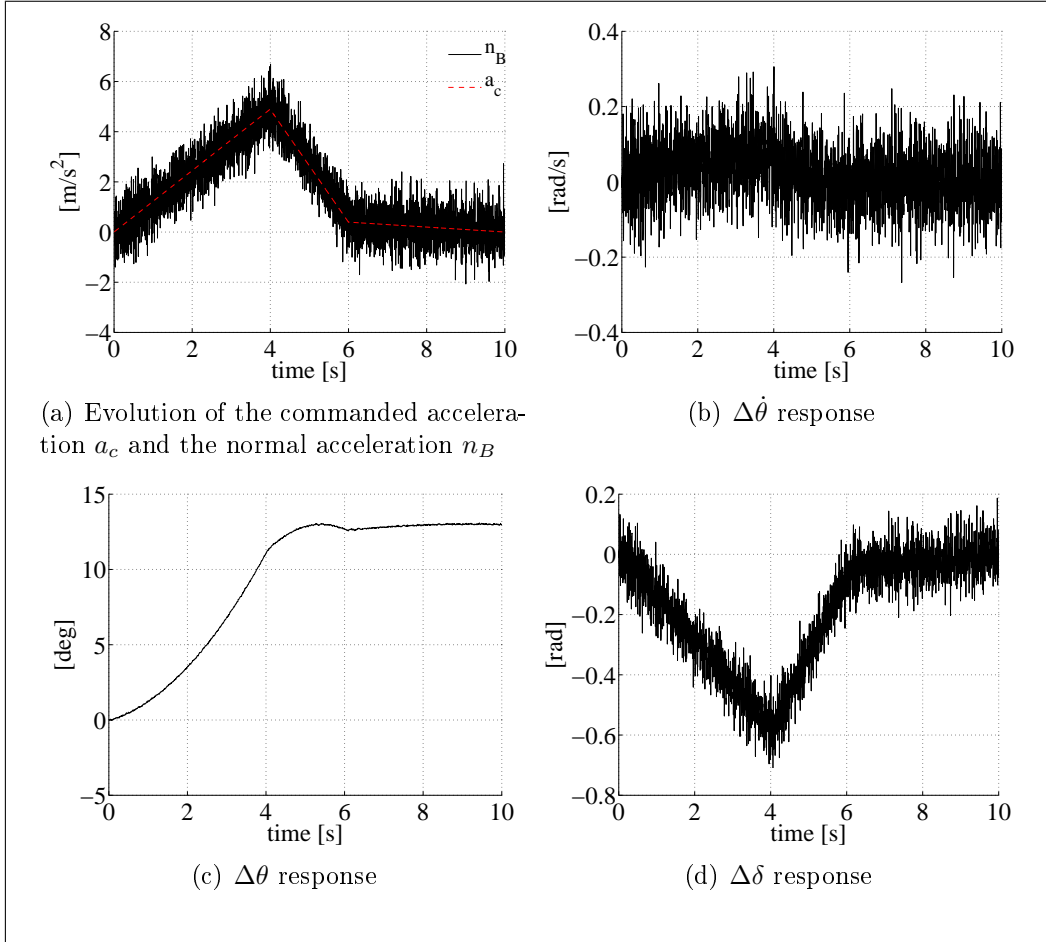 8
6
4
2
0
−2
−4
[m/s²]
0 2 4 6 8 10
time [s]
n_B
a_c
(a) Evolution of the commanded accelera-
tion a_c and the normal acceleration n_B
0.4
0.2
0
−0.2
−0.4
[rad/s]
0 2 4 6 8 10
time [s]
(b) Δθ̇ response
15
10
5
0
−5
[deg]
0 2 4 6 8 10
time [s]
(c) Δθ response
0.2
0
−0.2
−0.4
−0.6
−0.8
[rad]
0 2 4 6 8 10
time [s]
(d) Δδ response